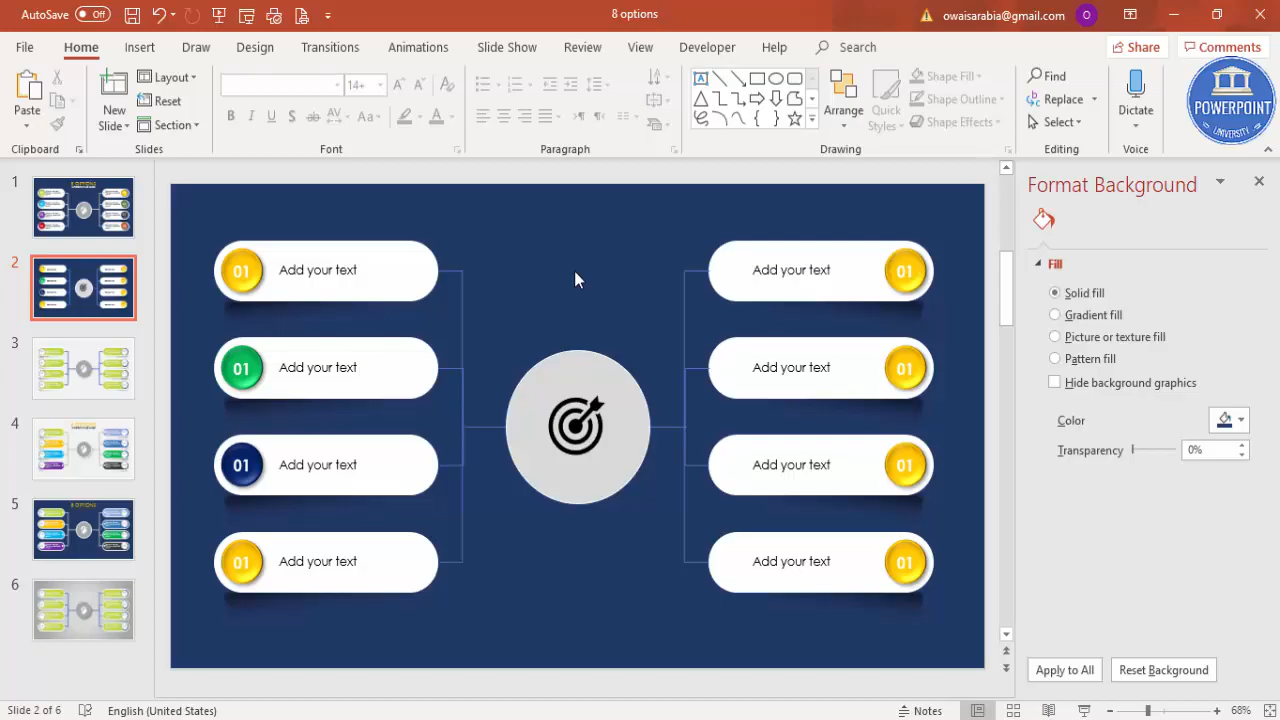 AutoSave Off
8 options
owaisarabia@gmail.com
O
File Home Insert Draw Design Transitions Animations Slide Show Review View Developer Help Search
Share
Comments
Paste
New
Slide
Layout
Reset
Section
14+
B I U S ab AV Aa
A
Arrange
Quick
Styles
Shape Fill
Shape Outline
Shape Effects
Find
Replace
Select
Dictate
POWERPOINT
UNIVERSITY
Clipboard Slides Font Paragraph Drawing Editing Voice
1
2
3
4
5
6
01 Add your text
01 Add your text
01 Add your text
01 Add your text
Add your text 01
Add your text 01
Add your text 01
Add your text 01
Format Background
Fill
Solid fill
Gradient fill
Picture or texture fill
Pattern fill
Hide background graphics
Color
Transparency 0%
Apply to All
Reset Background
Slide 2 of 6
English (United States)
Notes
68%